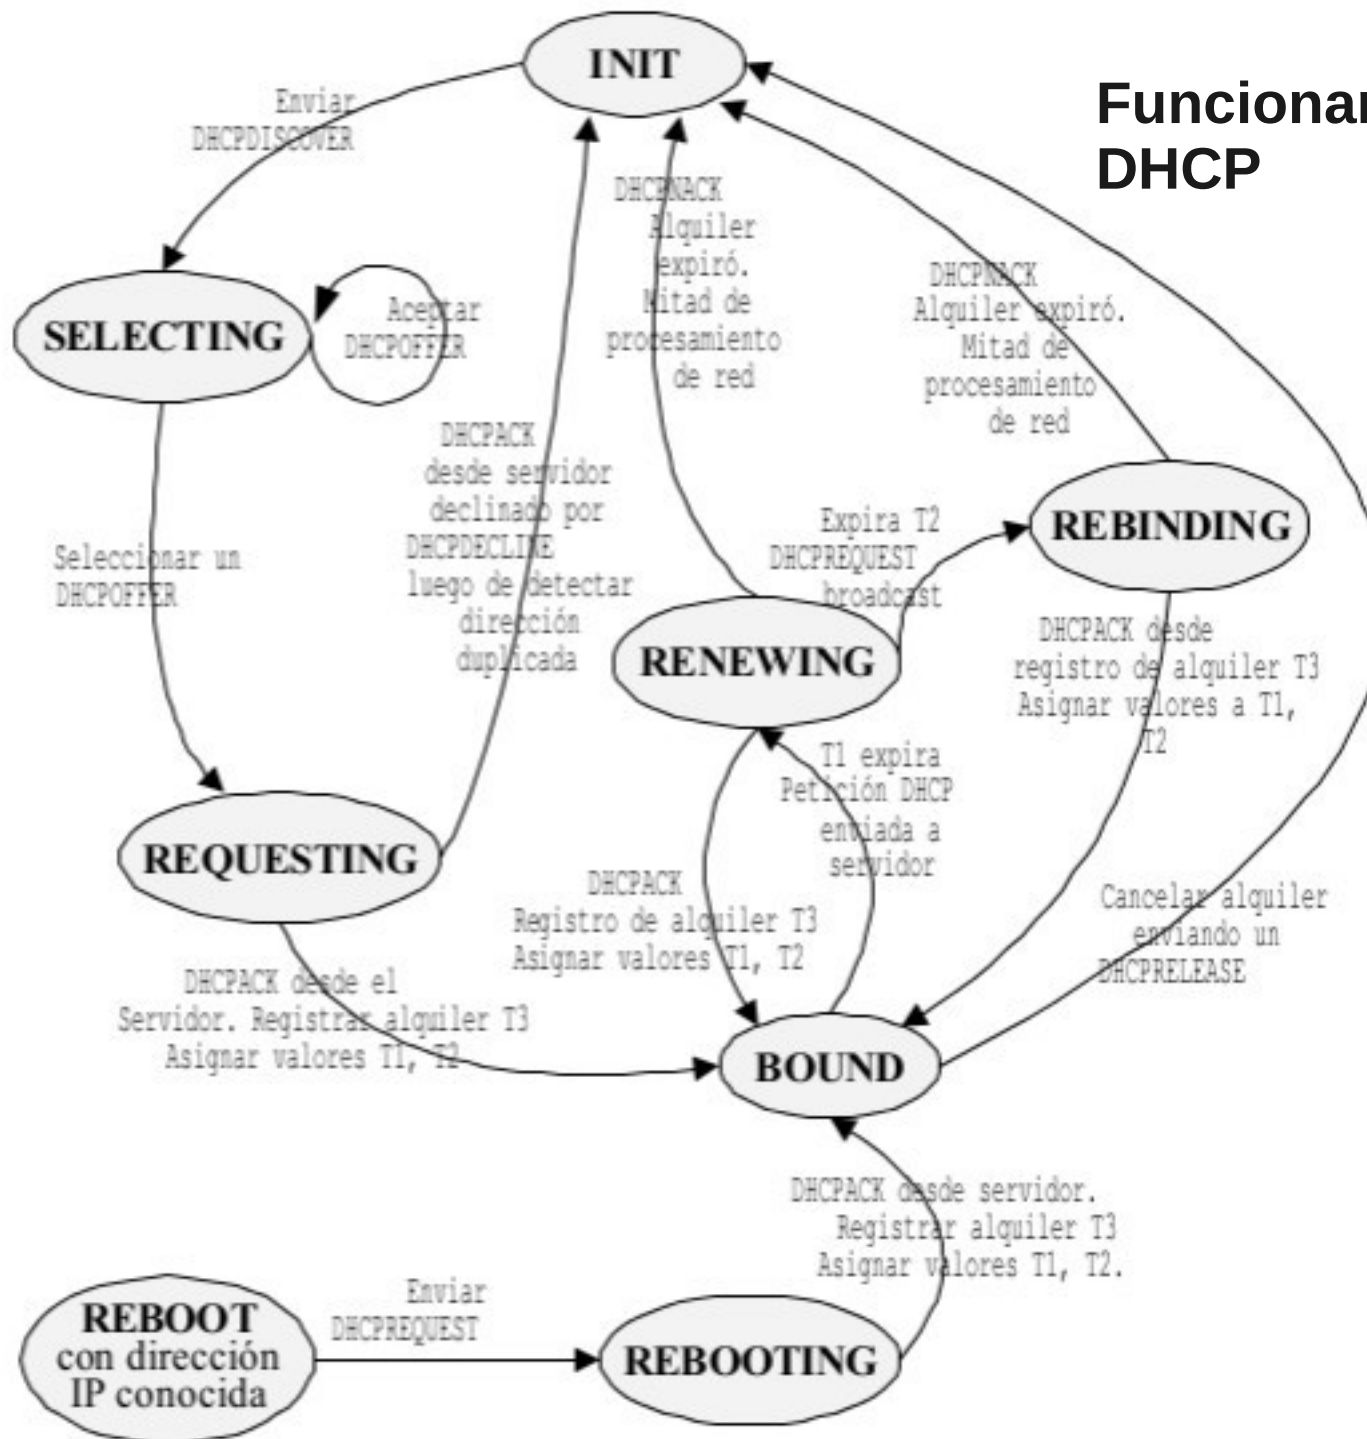 INIT
Funcionar
DHCP
Enviar
DHCPDISCOVER
DHCPNACK
Alquiler
expiró.
Mitad de
procesamiento
de red
DHCPNACK
Alquiler expiró.
Mitad de
procesamiento
de red
SELECTING
Aceptar
DHCPOFFER
DHCPACK
desde servidor
declinado por
DHCPDECLINE
luego de detectar
dirección
duplicada
Expira T2
DHCPREQUEST
broadcast
REBINDING
Seleccionar un
DHCPOFFER
RENEWING
DHCPACK desde
registro de alquiler T3
Asignar valores a T1,
T2
T1 expira
Petición DHCP
enviada a
servidor
REQUESTING
DHCPACK
Registro de alquiler T3
Asignar valores T1, T2
Cancelar alquiler
enviando un
DHCPRELEASE
DHCPACK desde el
Servidor. Registrar alquiler T3
Asignar valores T1, T2
BOUND
DHCPACK desde servidor.
Registrar alquiler T3
Asignar valores T1, T2.
REBOOT
con dirección
IP conocida
Enviar
DHCPREQUEST
REBOOTING